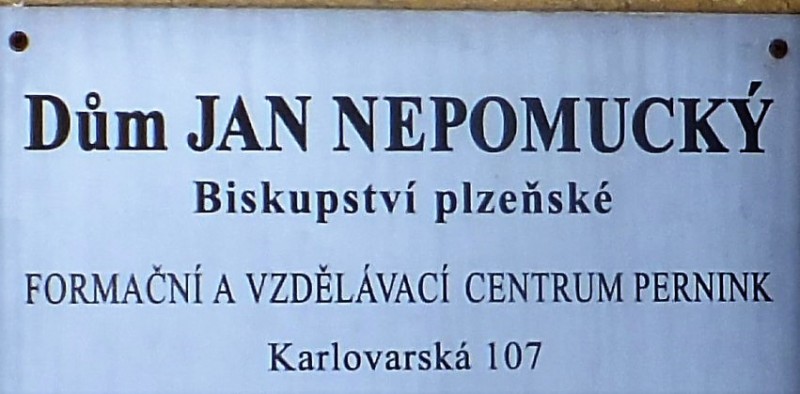 Dům JAN NEPOMUCKÝ
Biskupství plzeňské
FORMAČNÍ A VZDĚLÁVACÍ CENTRUM PERNINK
Karlovarská 107